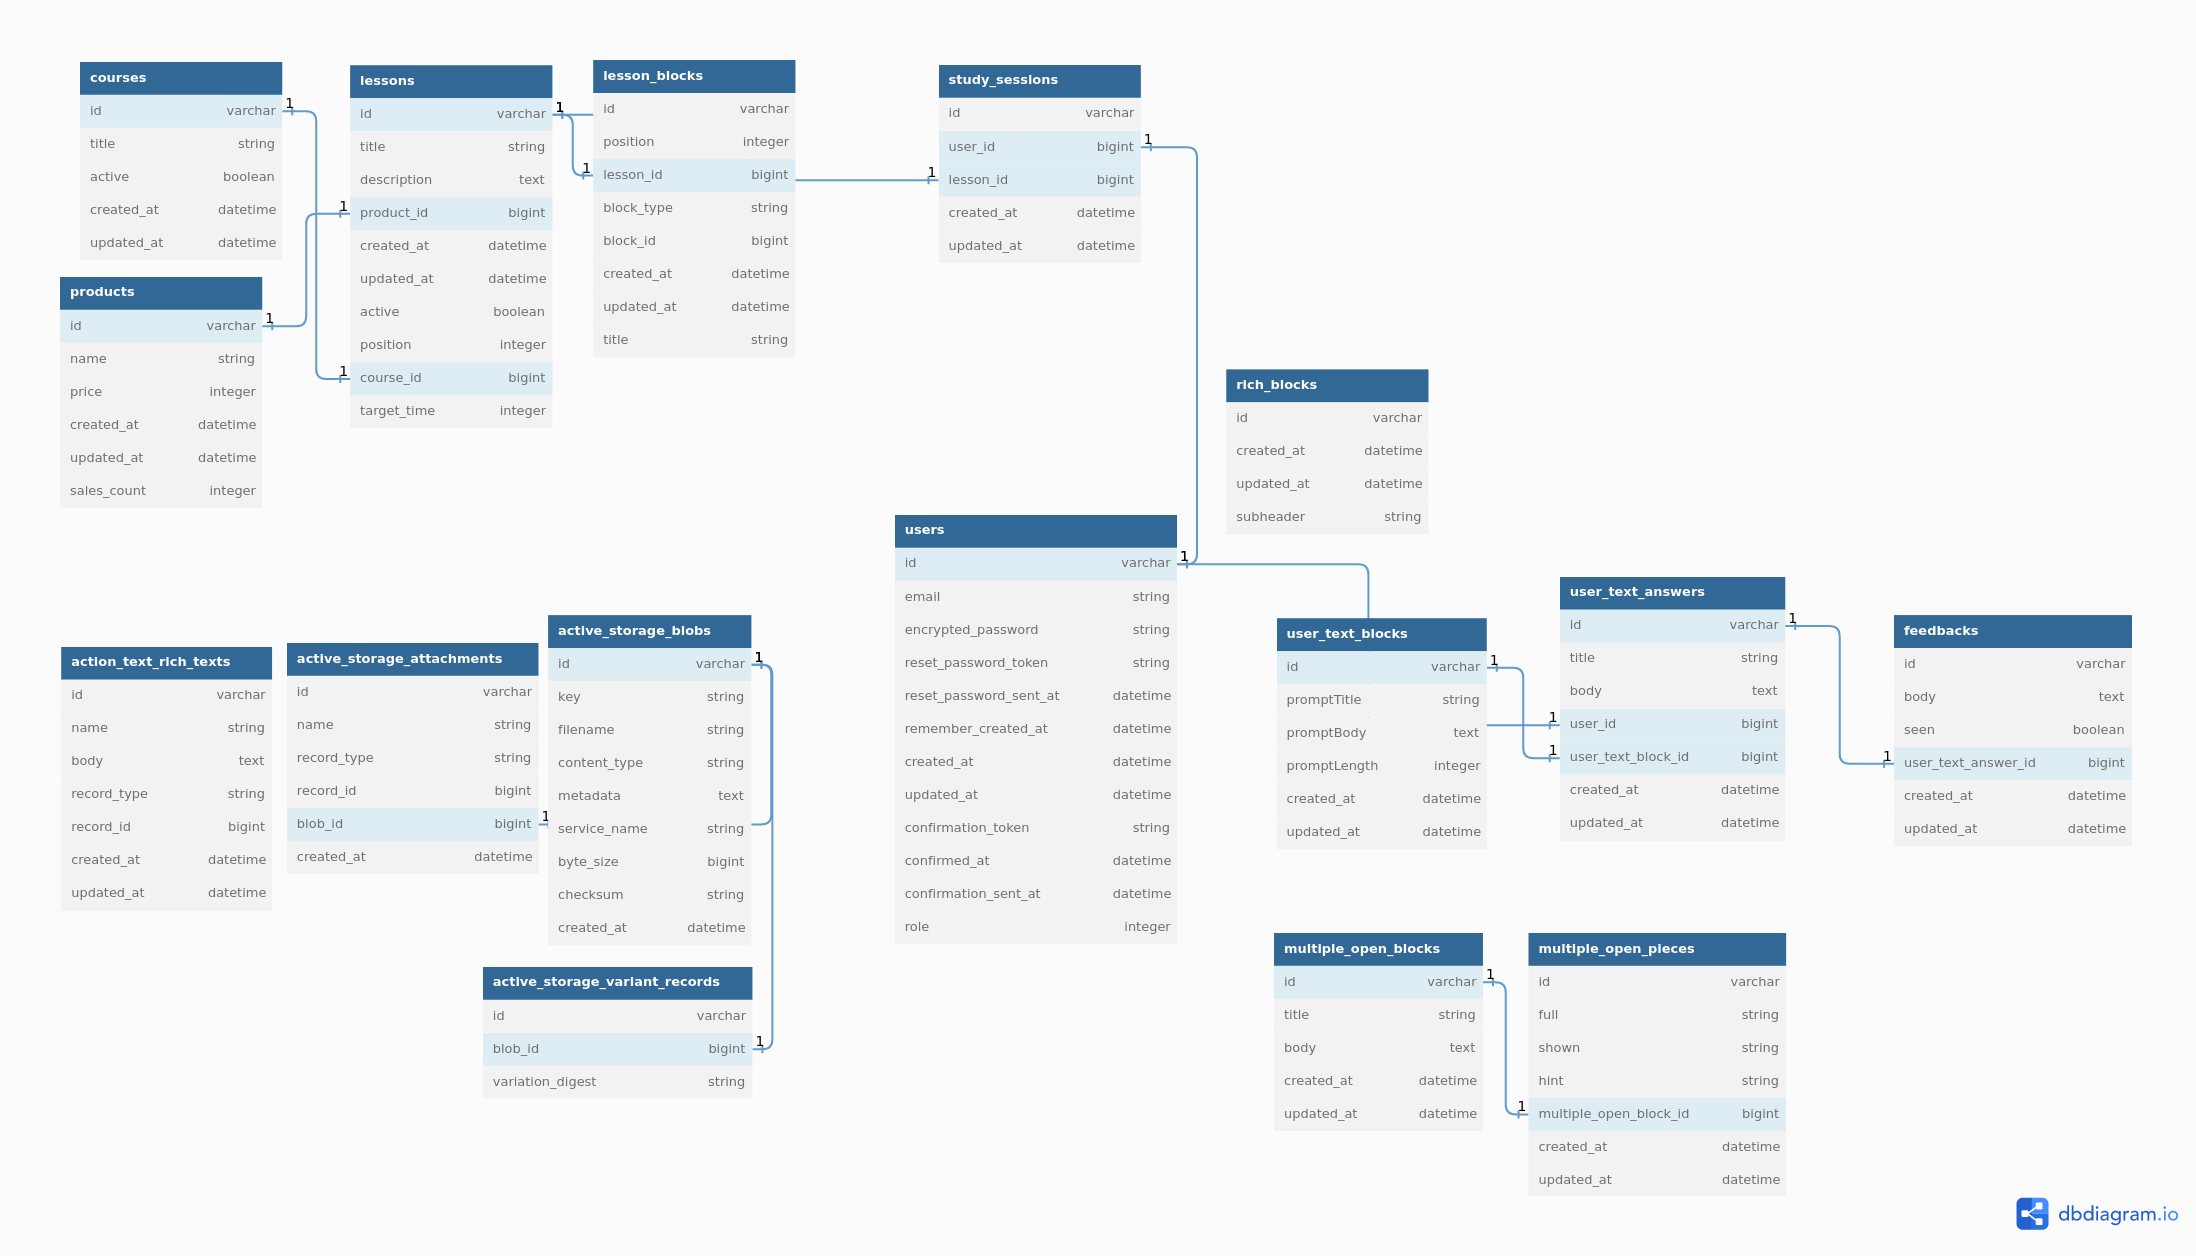 courses
id varchar
title string
active boolean
created_at datetime
updated_at datetime
1
products
id varchar
name string
price integer
created_at datetime
updated_at datetime
sales_count integer
1
lessons
id varchar
title string
description text
product_id bigint
created_at datetime
updated_at datetime
active boolean
position integer
course_id bigint
target_time integer
1
1
1
lesson_blocks
id varchar
position integer
lesson_id bigint
block_type string
block_id bigint
created_at datetime
updated_at datetime
title string
1
study_sessions
id varchar
user_id bigint
lesson_id bigint
created_at datetime
updated_at datetime
1
1
rich_blocks
id varchar
created_at datetime
updated_at datetime
subheader string
users
id varchar
email string
encrypted_password string
reset_password_token string
reset_password_sent_at datetime
remember_created_at datetime
created_at datetime
updated_at datetime
confirmation_token string
confirmed_at datetime
confirmation_sent_at datetime
role integer
1
action_text_rich_texts
id varchar
name string
body text
record_type string
record_id bigint
created_at datetime
updated_at datetime
active_storage_attachments
id varchar
name string
record_type string
record_id bigint
blob_id bigint
created_at datetime
1
active_storage_blobs
id varchar
key string
filename string
content_type string
metadata text
service_name string
byte_size bigint
checksum string
created_at datetime
1
active_storage_variant_records
id varchar
blob_id bigint
variation_digest string
1
user_text_blocks
id varchar
promptTitle string
promptBody text
promptLength integer
created_at datetime
updated_at datetime
1
user_text_answers
id varchar
title string
body text
user_id bigint
user_text_block_id bigint
created_at datetime
updated_at datetime
1
1
1
feedbacks
id varchar
body text
seen boolean
user_text_answer_id bigint
created_at datetime
updated_at datetime
1
multiple_open_blocks
id varchar
title string
body text
created_at datetime
updated_at datetime
1
multiple_open_pieces
id varchar
full string
shown string
hint string
multiple_open_block_id bigint
created_at datetime
updated_at datetime
1
dbdiagram.io